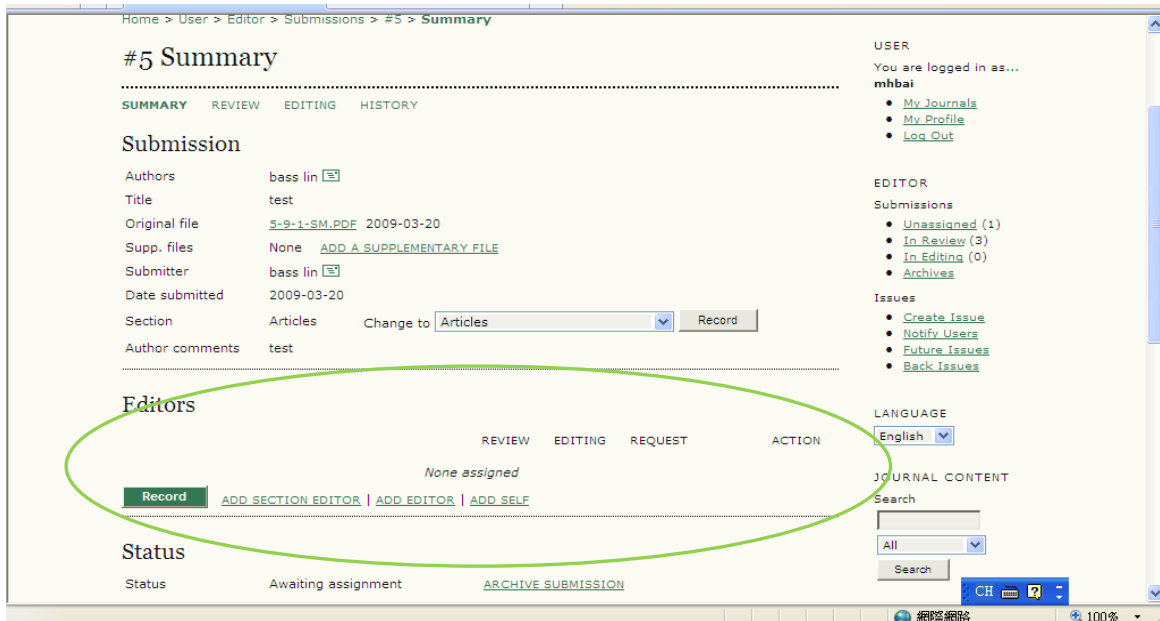 Home > User > Editor > Submissions > #5 > Summary
#5 Summary
SUMMARY REVIEW EDITING HISTORY
Submission
Authors bass lin
Title test
Original file 5-9-1-SM.PDF 2009-03-20
Supp. files None ADD A SUPPLEMENTARY FILE
Submitter bass lin
Date submitted 2009-03-20
Section Articles Change to Articles Record
Author comments test
Editors
REVIEW EDITING REQUEST ACTION
None assigned
Record ADD SECTION EDITOR | ADD EDITOR | ADD SELF
Status
Status Awaiting assignment ARCHIVE SUBMISSION
USER
You are logged in as...
mhbai
My Journals
My Profile
Log Out
EDITOR
Submissions
Unassigned (1)
In Review (3)
In Editing (0)
Archives
Issues
Create Issue
Notify Users
Future Issues
Back Issues
LANGUAGE
English
JOURNAL CONTENT
Search
All
Search
CH
網際網路 100%